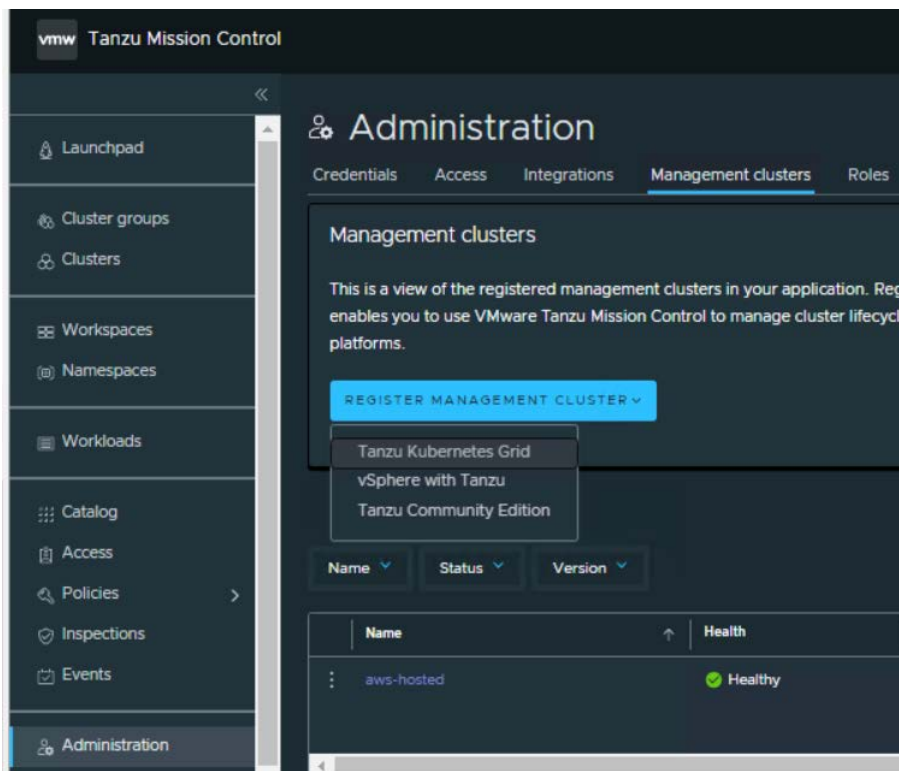 vmw Tanzu Mission Control
Launchpad
Cluster groups
Clusters
Workspaces
Namespaces
Workloads
Catalog
Access
Policies
Inspections
Events
Administration
Administration
Credentials Access Integrations Management clusters Roles
Management clusters
This is a view of the registered management clusters in your application. Reg
enables you to use VMware Tanzu Mission Control to manage cluster lifecycl
platforms.
REGISTER MANAGEMENT CLUSTER
Tanzu Kubernetes Grid
vSphere with Tanzu
Tanzu Community Edition
Name Status Version
Name Health
aws-hosted Healthy